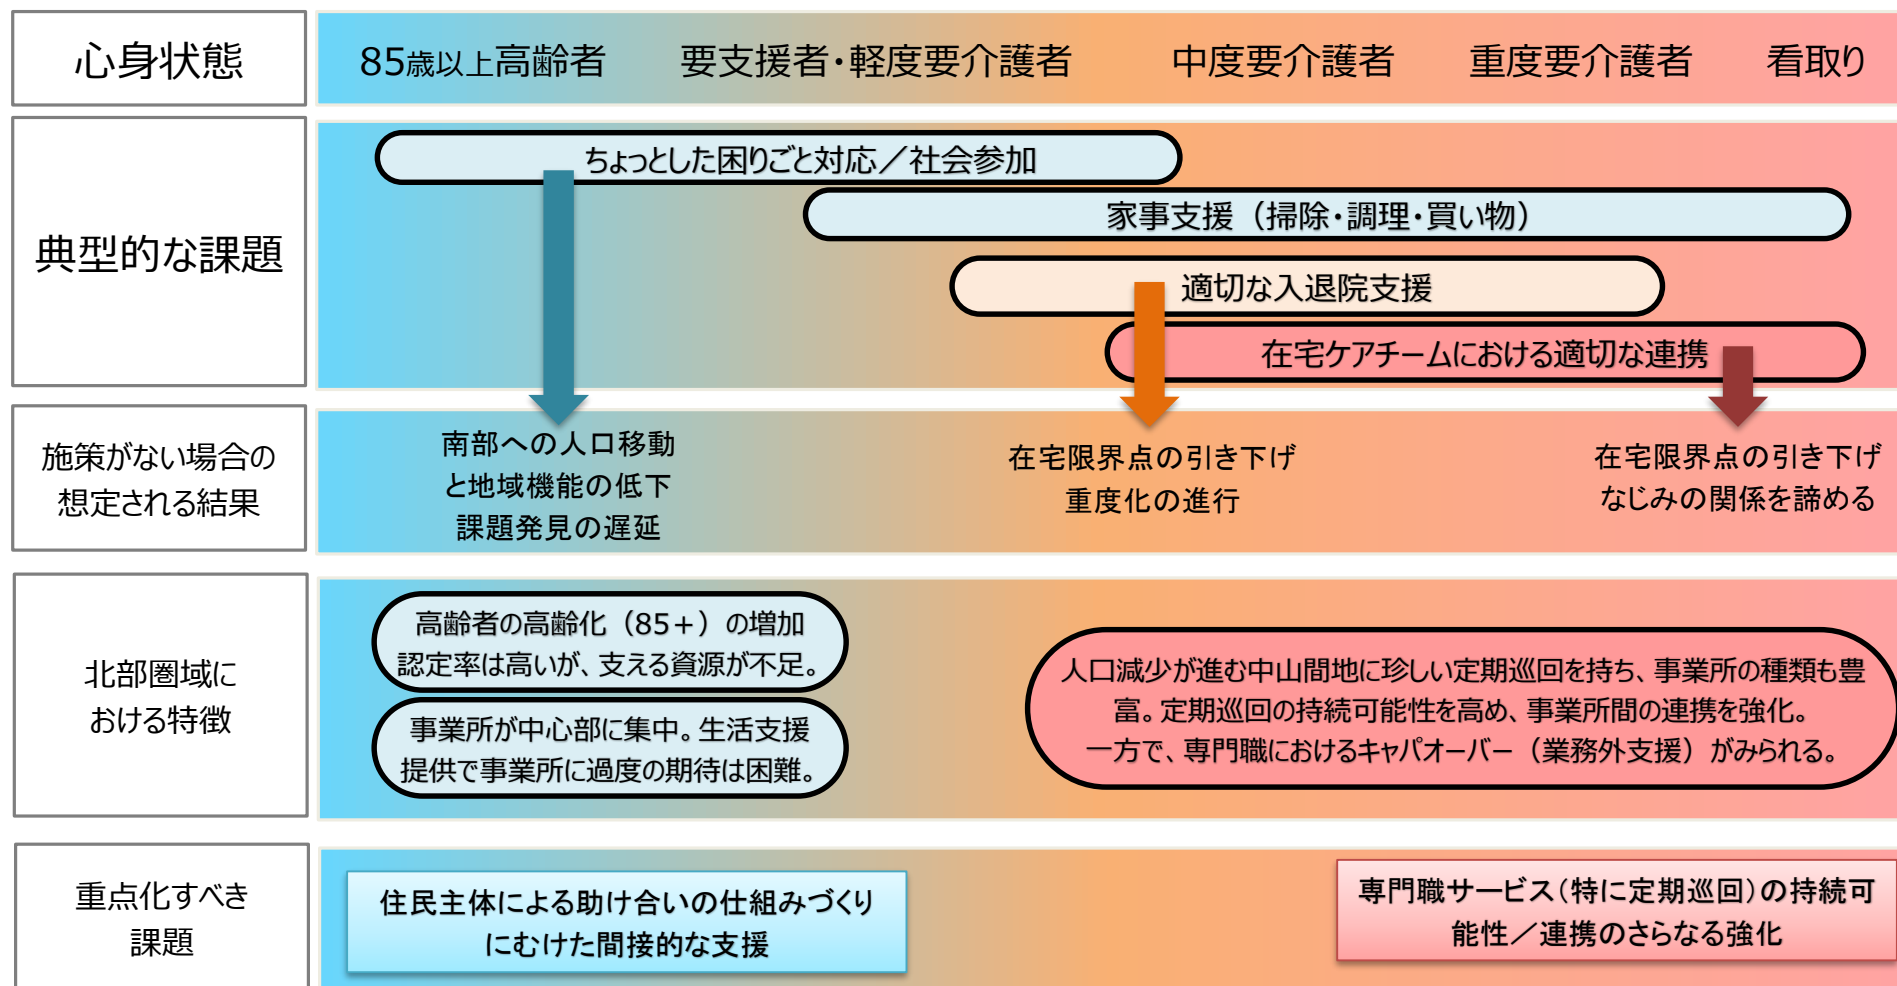 心身状態
85歳以上高齢者 要支援者・軽度要介護者 中度要介護者 重度要介護者 看取り
典型的な課題
ちょっとした困りごと対応／社会参加
家事支援（掃除・調理・買い物）
適切な入退院支援
在宅ケアチームにおける適切な連携
施策がない場合の
想定される結果
南部への人口移動
と地域機能の低下
課題発見の遅延
在宅限界点の引き下げ
重度化の進行
在宅限界点の引き下げ
なじみの関係を諦める
北部圏域に
おける特徴
高齢者の高齢化（85+）の増加
認定率は高いが、支える資源が不足。
事業所が中心部に集中。生活支援
提供で事業所に過度の期待は困難。
人口減少が進む中山間地に珍しい定期巡回を持ち、事業所の種類も豊
富。定期巡回の持続可能性を高め、事業所間の連携を強化。
一方で、専門職におけるキャパオーバー（業務外支援）がみられる。
重点化すべき
課題
住民主体による助け合いの仕組みづくり
にむけた間接的な支援
専門職サービス(特に定期巡回)の持続可
能性／連携のさらなる強化